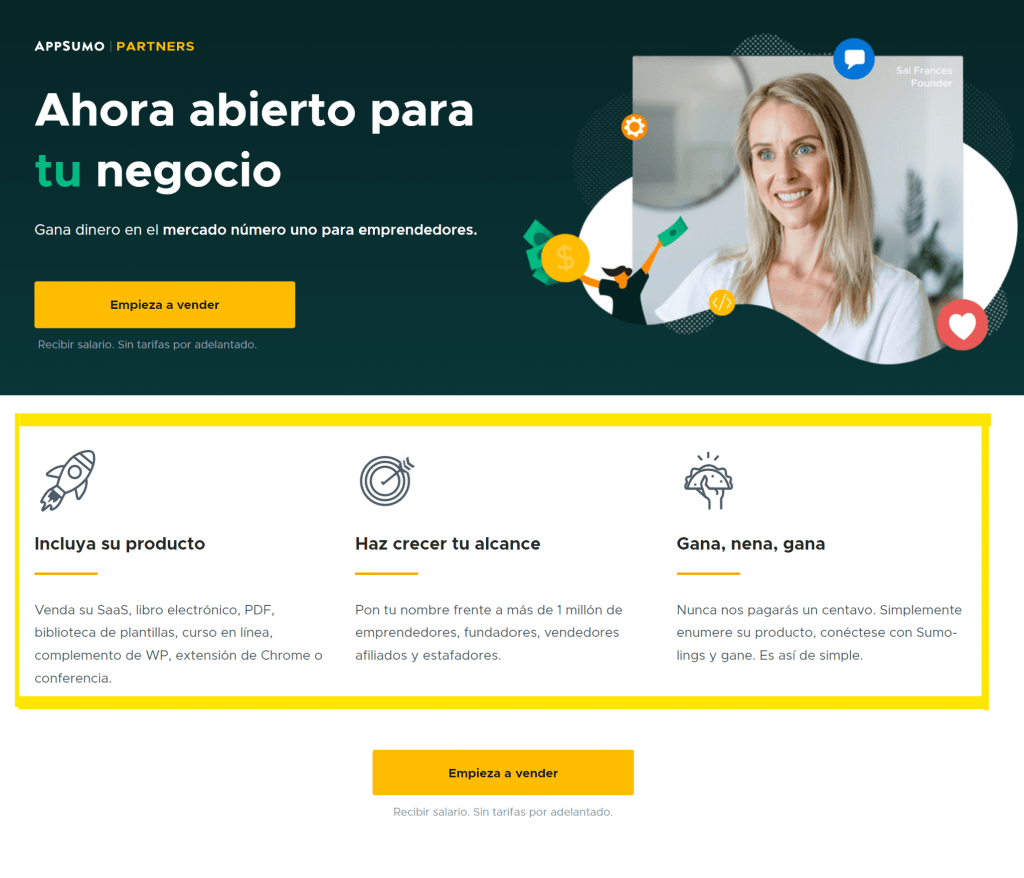 APPSUMO | PARTNERS
Ahora abierto para
tu negocio
Gana dinero en el mercado número uno para emprendedores.
Empieza a vender
Recibir salario. Sin tarifas por adelantado.
Sal Frances
Founder
$
</>
Incluya su producto
Venda su SaaS, libro electrónico, PDF,
biblioteca de plantillas, curso en línea,
complemento de WP, extensión de Chrome o
conferencia.
Haz crecer tu alcance
Pon tu nombre frente a más de 1 millón de
emprendedores, fundadores, vendedores
afiliados y estafadores.
Gana, nena, gana
Nunca nos pagarás un centavo. Simplemente
enumere su producto, conéctese con Sumo-
lings y gane. Es así de simple.
Empieza a vender
Recibir salario. Sin tarifas por adelantado.